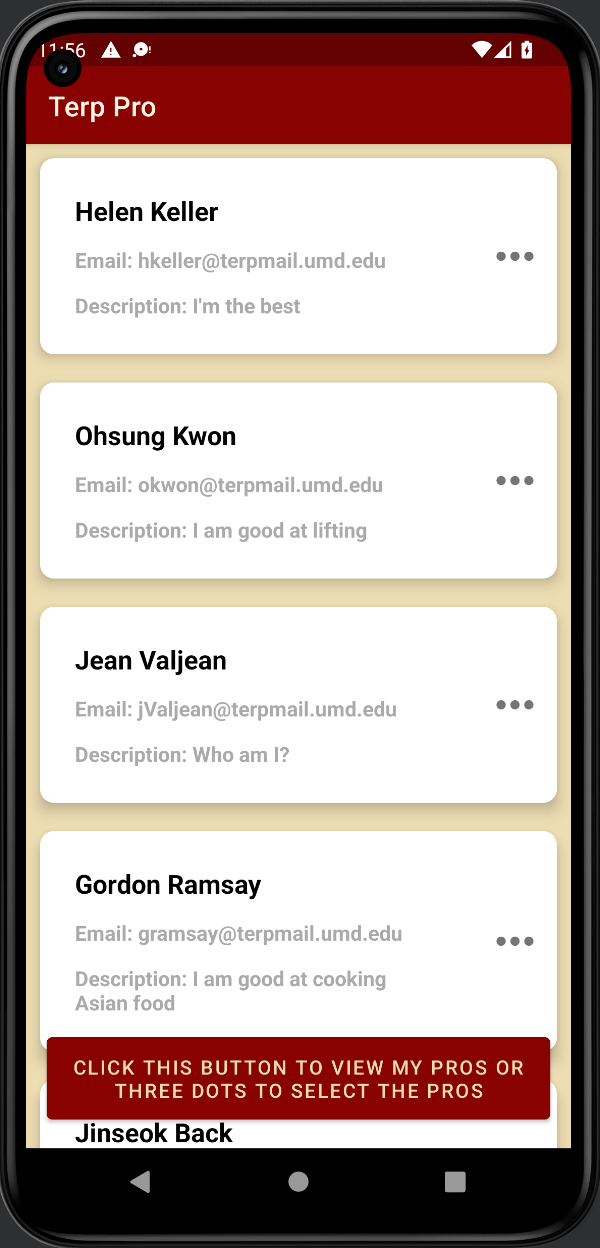 11:56
Terp Pro
Helen Keller
Email: hkeller@terpmail.umd.edu
Description: I'm the best
Ohsung Kwon
Email: okwon@terpmail.umd.edu
Description: I am good at lifting
Jean Valjean
Email: jValjean@terpmail.umd.edu
Description: Who am I?
Gordon Ramsay
Email: gramsay@terpmail.umd.edu
Description: I am good at cooking
Asian food
CLICK THIS BUTTON TO VIEW MY PROS OR
THREE DOTS TO SELECT THE PROS
Jinseok Back